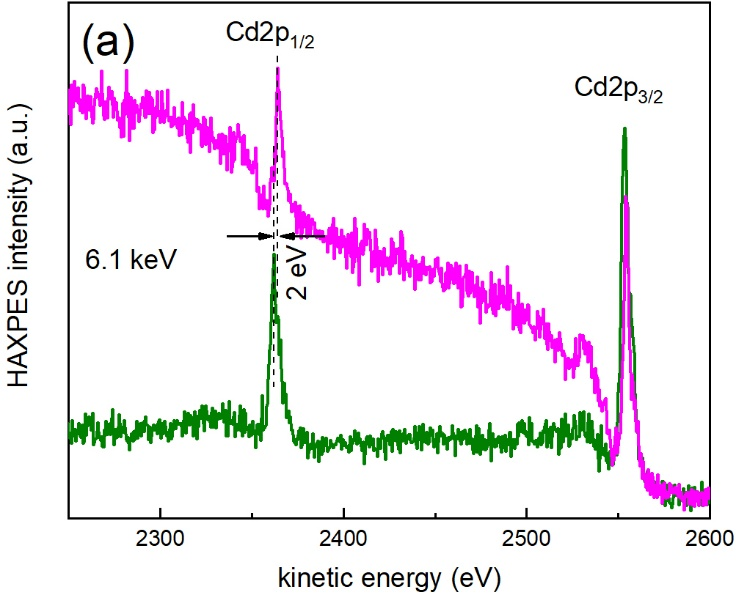 (a)
Cd2p1/2
Cd2p3/2
HAXPES intensity (a.u.)
6.1 keV
2 eV
2300
2400
2500
2600
kinetic energy (eV)